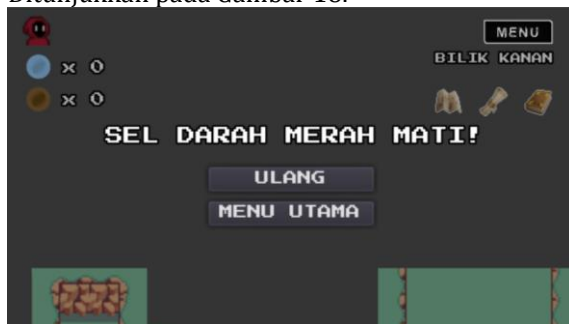 Ditunjukkan pada Gambar 18.
MENU
BILIK KANAN
x 0
x 0
SEL DARAH MERAH MATI!
ULANG
MENU UTAMA